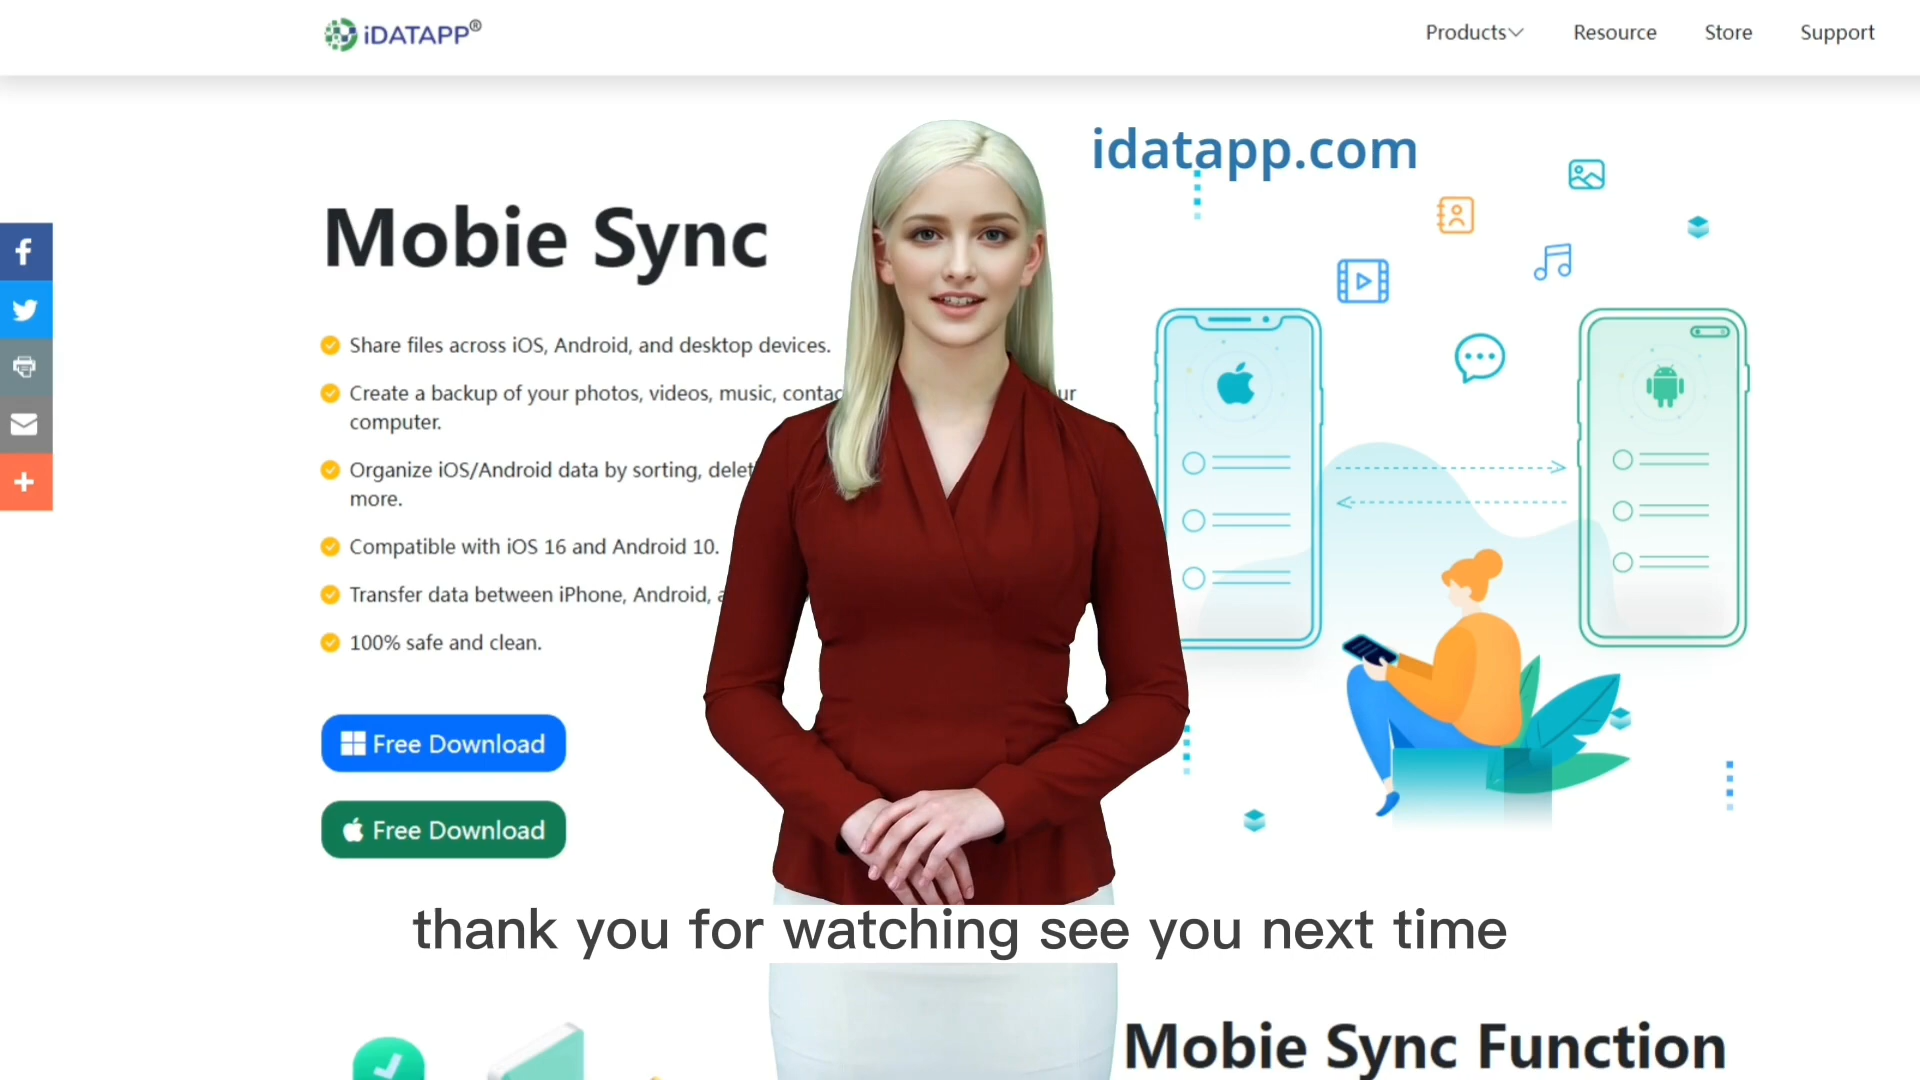 iDATAPP®
Products
Resource
Store
Support
idatapp.com
Mobie Sync
Share files across iOS, Android, and desktop devices.
Create a backup of your photos, videos, music,
computer.
Organize iOS/Android data by sorting,
more.
Compatible with iOS 16 and Android 10.
Transfer data between iPhone, Android,
100% safe and clean.
Free Download
Free Download
thank you for watching see you next time
Mobie Sync Function